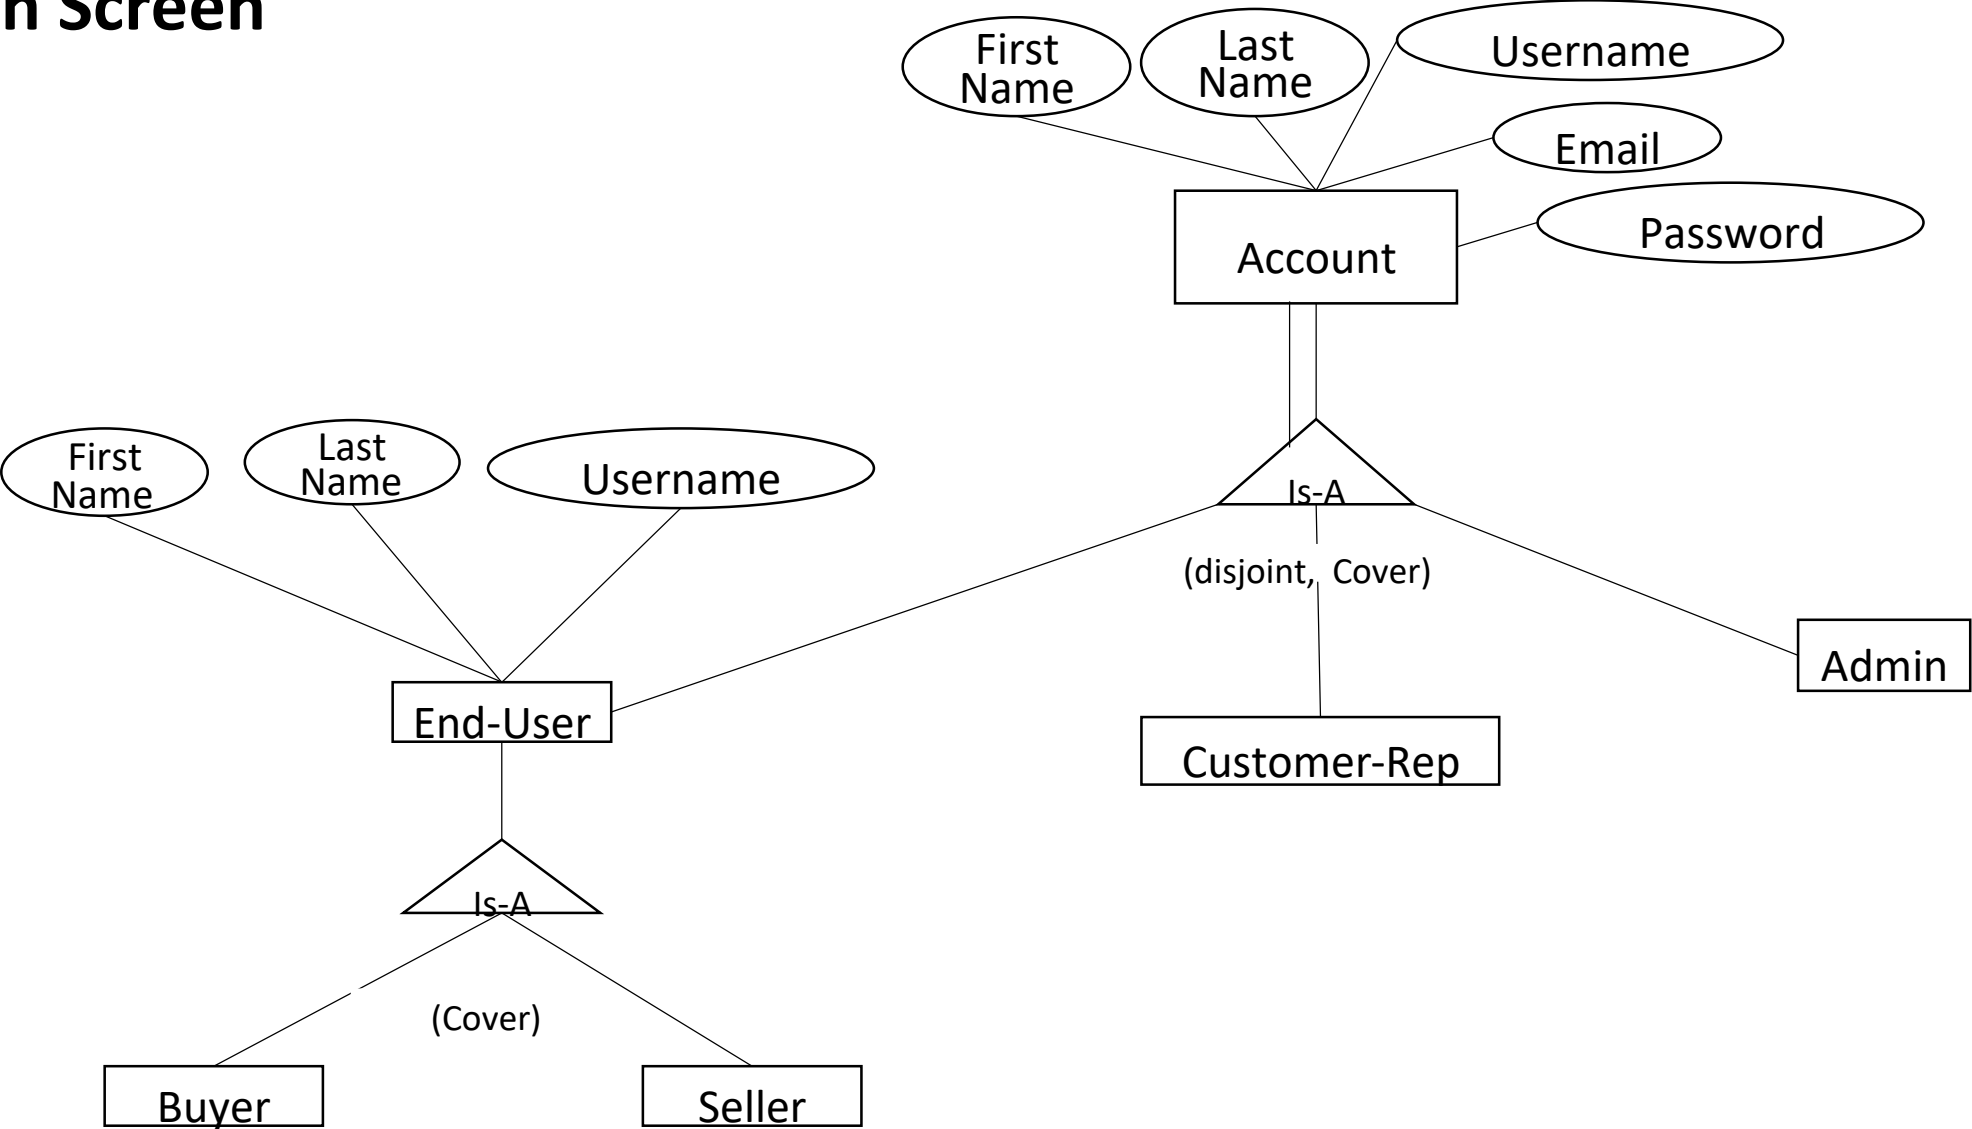 n Screen
First
Name
Last
Name
Username
Email
Password
Account
First
Name
Last
Name
Username
Is-A
(disjoint, Cover)
Admin
End-User
Customer-Rep
Is-A
(Cover)
Buyer
Seller